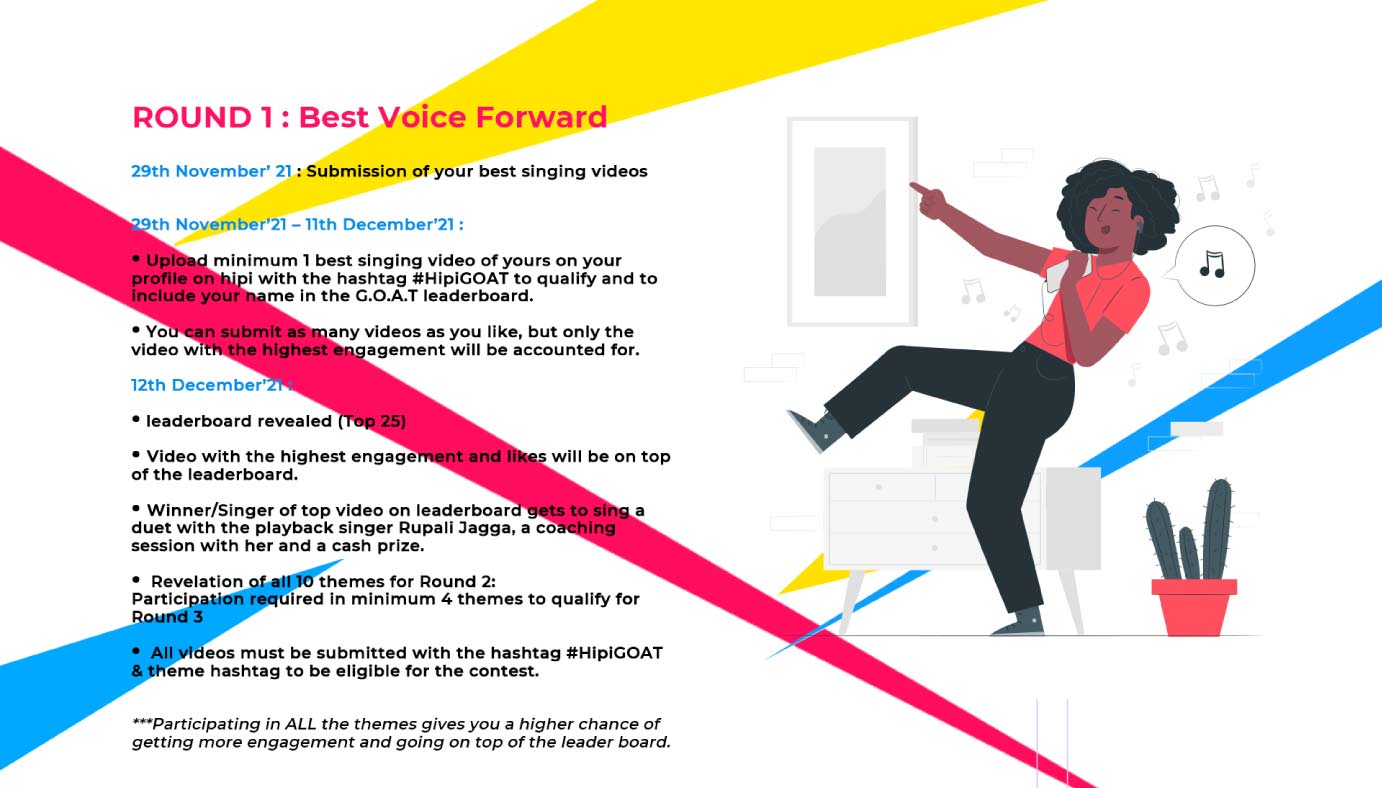 ROUND 1 : Best Voice Forward
29th November’ 21 : Submission of your best singing videos
29th November’21 – 11th December’21 :
• Upload minimum 1 best singing video of yours on your
profile on hipi with the hashtag #HipiGOAT to qualify and to
include your name in the G.O.A.T leaderboard.
• You can submit as many videos as you like, but only the
video with the highest engagement will be accounted for.
12th December’21 :
• leaderboard revealed (Top 25)
• Video with the highest engagement and likes will be on top
of the leaderboard.
• Winner/Singer of top video on leaderboard gets to sing a
duet with the playback singer Rupali Jagga, a coaching
session with her and a cash prize.
• Revelation of all 10 themes for Round 2:
Participation required in minimum 4 themes to qualify for
Round 3
• All videos must be submitted with the hashtag #HipiGOAT
& theme hashtag to be eligible for the contest.
***Participating in ALL the themes gives you a higher chance of
getting more engagement and going on top of the leader board.